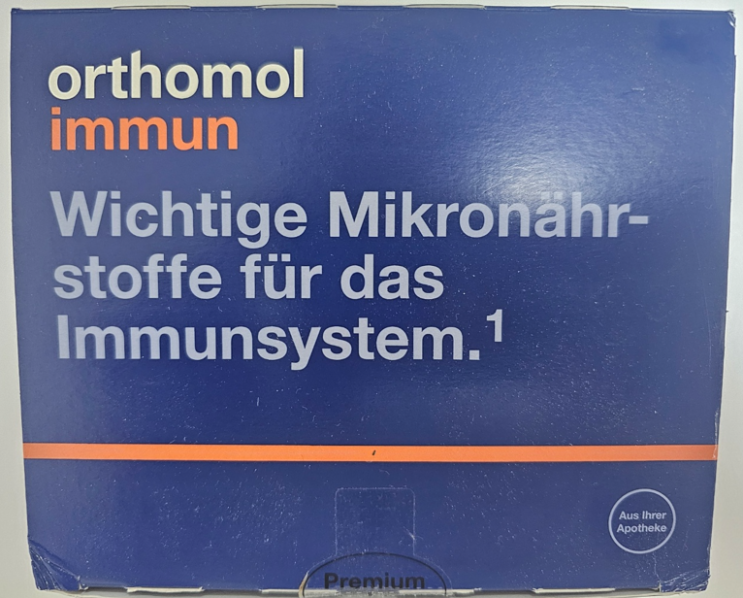 orthomol
immun
Wichtige Mikronähr-
stoffe für das
Immunsystem.¹
Aus Ihrer
Apotheke
Premium